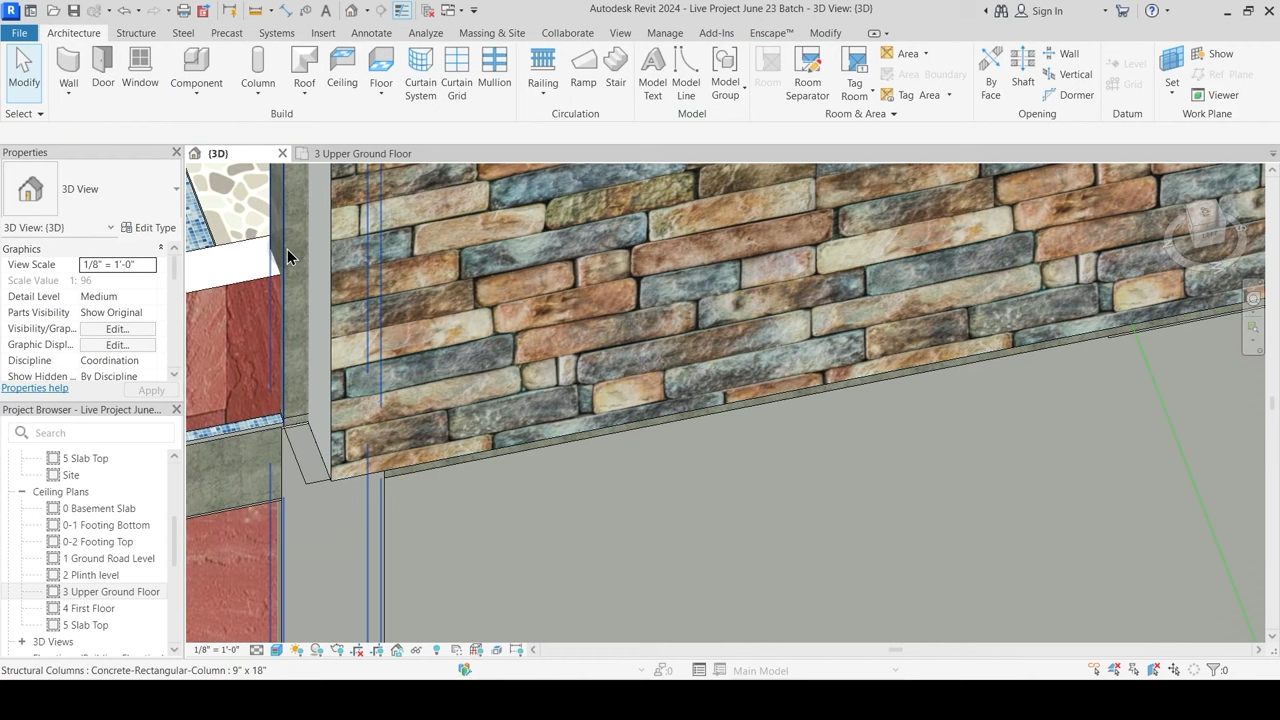 Autodesk Revit 2024 - Live Project June 23 Batch - 3D View: {3D}
Sign In
File Architecture Structure Steel Precast Systems Insert Annotate Analyze Massing & Site Collaborate View Manage Add-Ins Enscape™ Modify
Modify Wall Door Window Component Column Roof Ceiling Floor Curtain System Curtain Grid Mullion Railing Ramp Stair Model Text Model Line Model Group Room Room Separator Tag Room By Face Shaft Set
Area Wall Level Show
Area Boundary Vertical Grid Ref Plane
Tag Area Dormer Viewer
Select Build Circulation Model Room & Area Opening Datum Work Plane
Properties
{3D} 3 Upper Ground Floor
3D View
3D View: {3D} Edit Type
Graphics
View Scale 1/8" = 1'-0"
Scale Value 1: 96
Detail Level Medium
Parts Visibility Show Original
Visibility/Grap... Edit...
Graphic Displ... Edit...
Discipline Coordination
Show Hidden ... By Discipline
Properties help Apply
Project Browser - Live Project June...
Search
5 Slab Top
Site
Ceiling Plans
0 Basement Slab
0-1 Footing Bottom
0-2 Footing Top
1 Ground Road Level
2 Plinth level
3 Upper Ground Floor
4 First Floor
5 Slab Top
3D Views
1/8" = 1'-0"
Structural Columns : Concrete-Rectangular-Column : 9" x 18"
:0 Main Model :0